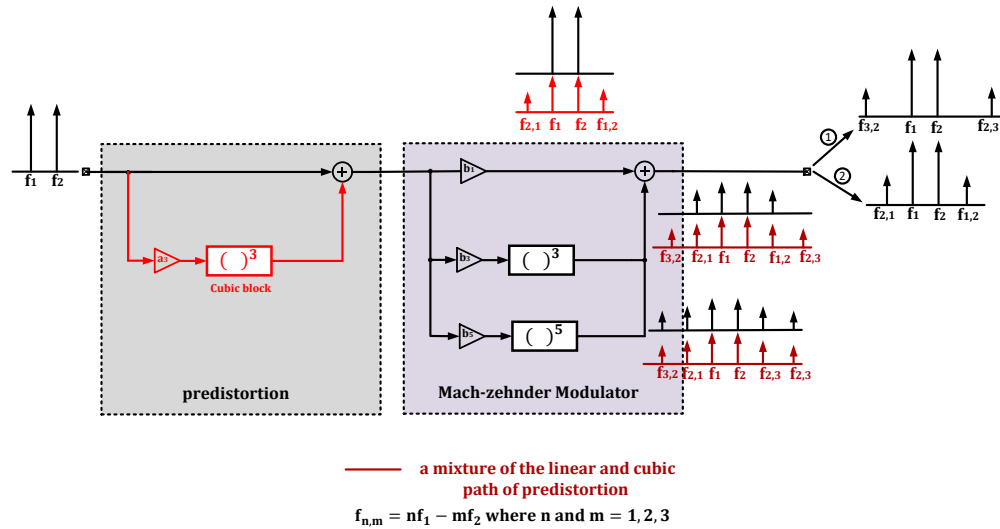 f2,1 f1 f2 f1,2
f3,2 f1 f2 f2,3
f1 f2
1
2
f2,1 f1 f2 f1,2
b1
a3 ( )3
Cubic block
b3 ( )3
f3,2 f2,1 f1 f2 f1,2 f2,3
b5 ( )5
f3,2 f2,1 f1 f2 f2,3 f2,3
predistortion
Mach-zehnder Modulator
a mixture of the linear and cubic
path of predistortion
fn,m = nf1 − mf2 where n and m = 1, 2, 3